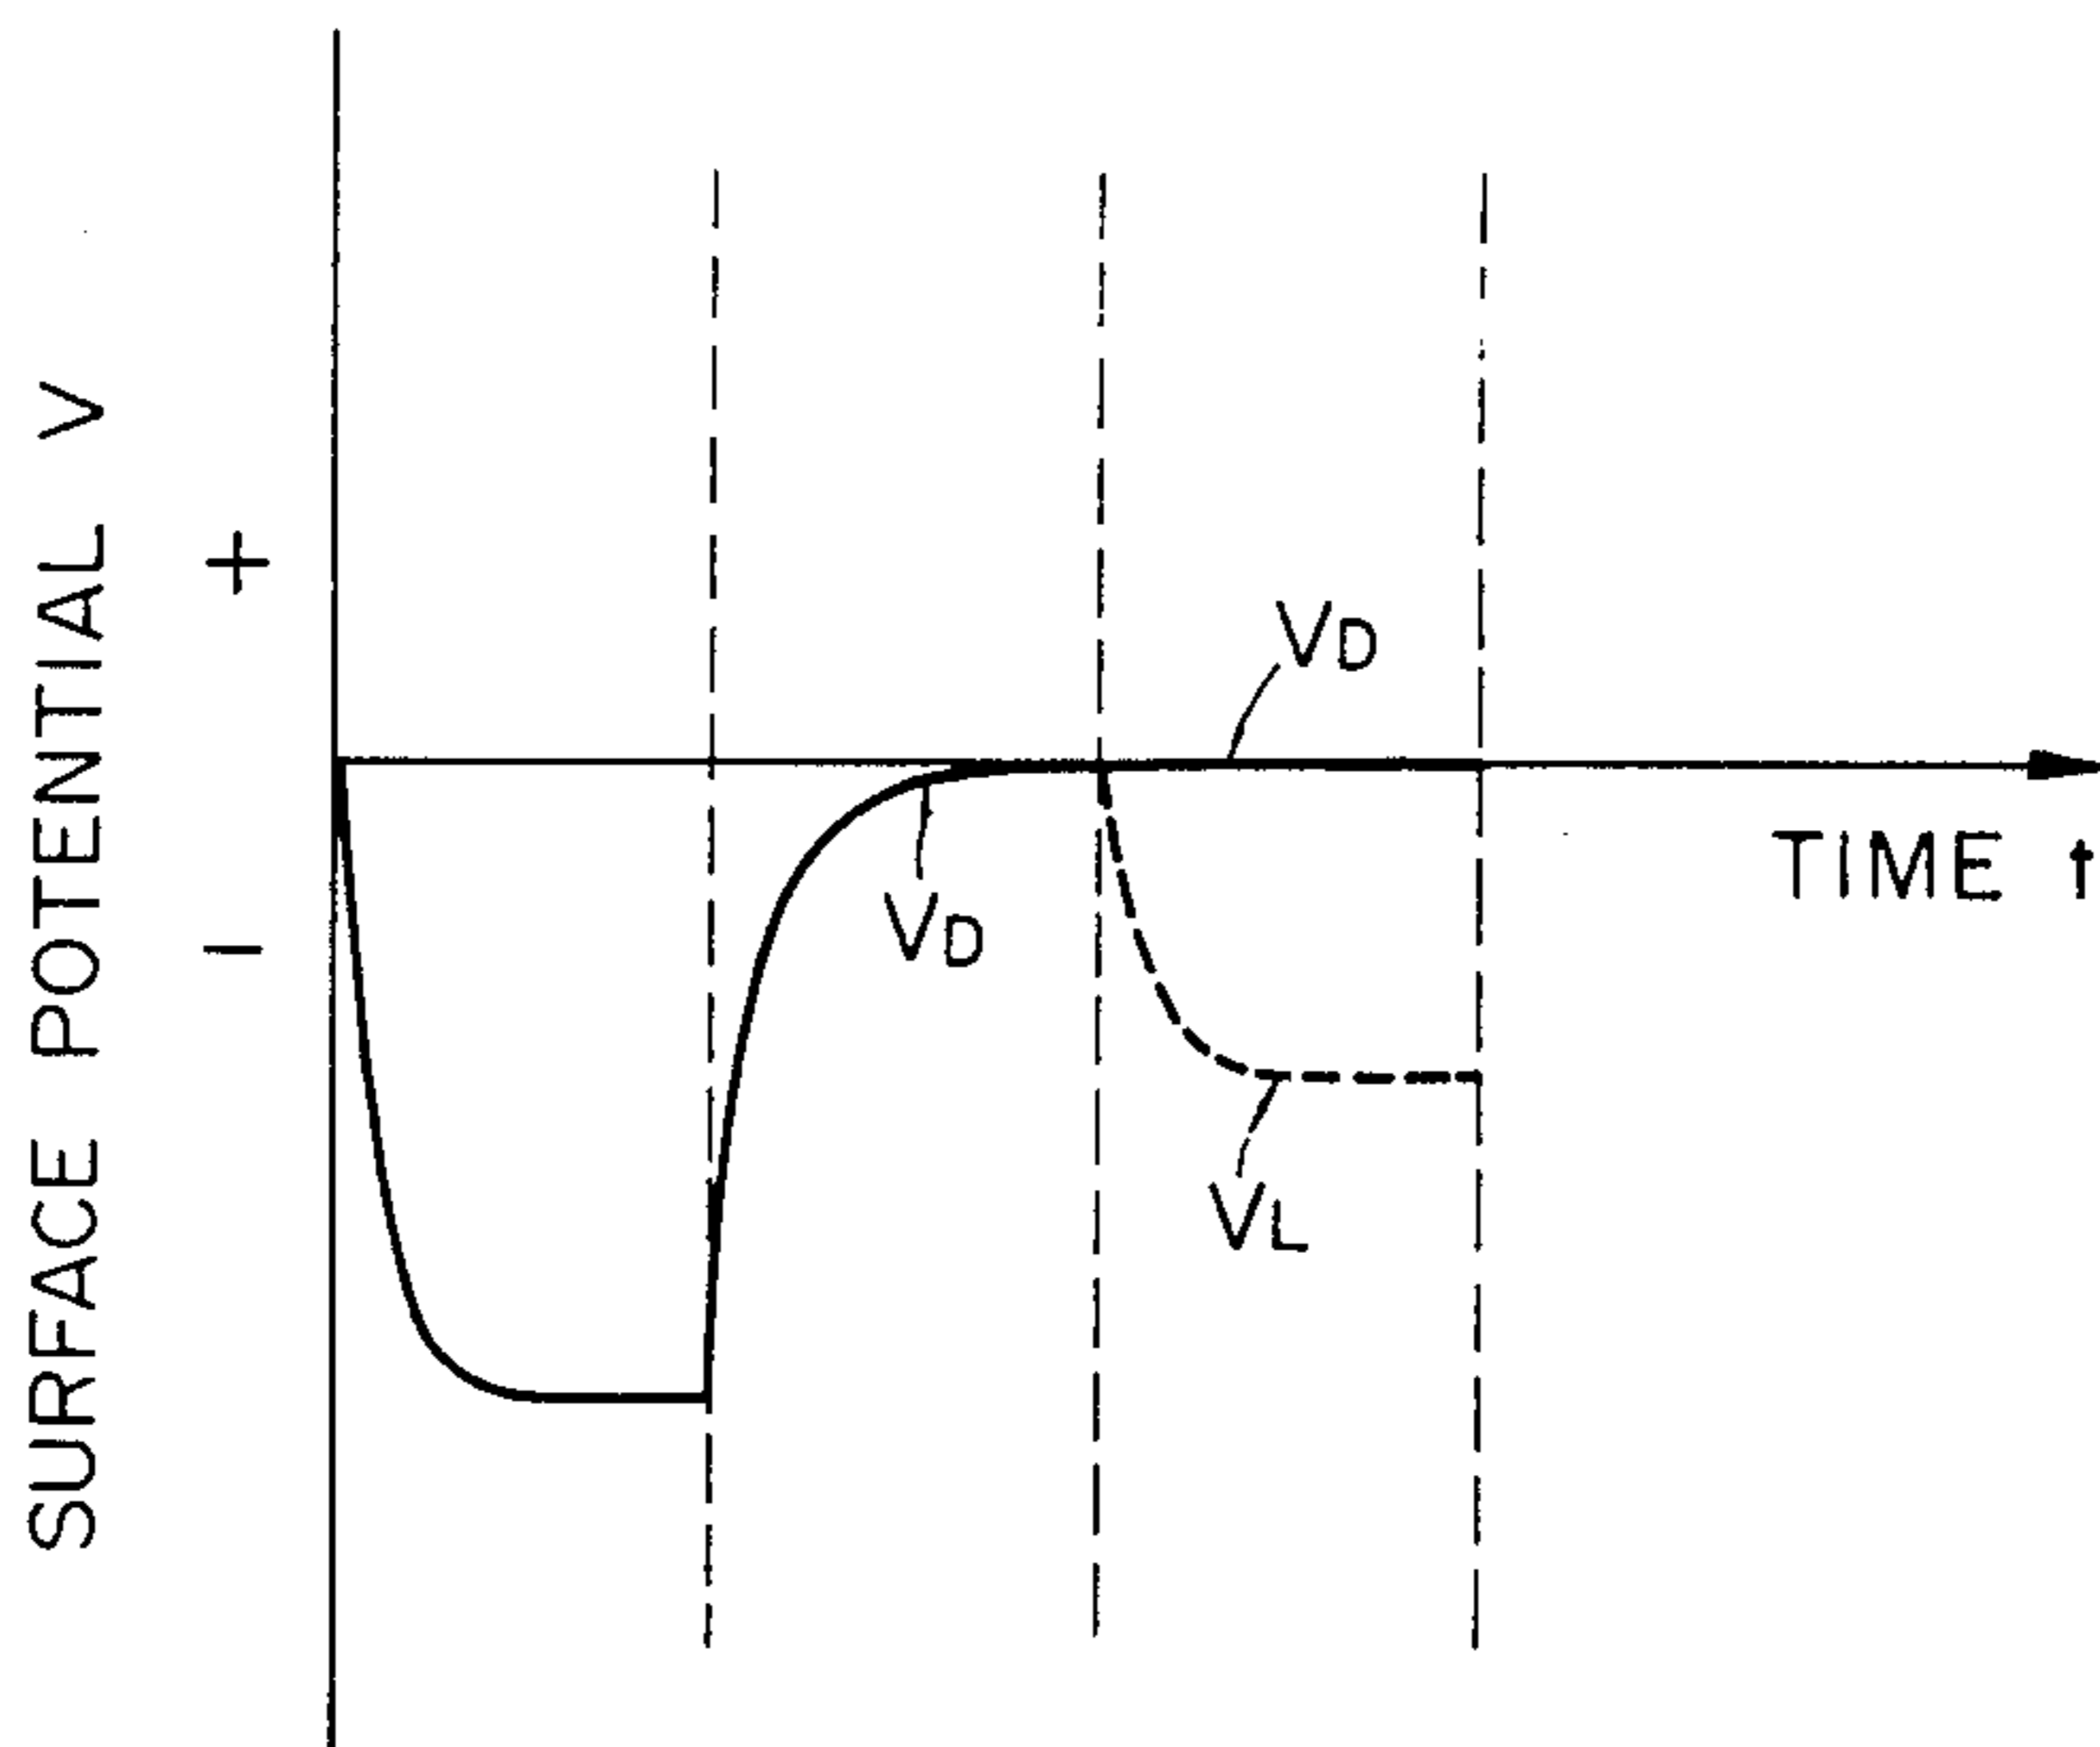 SURFACE POTENTIAL V
+
−
VD
VD
VL
TIME t